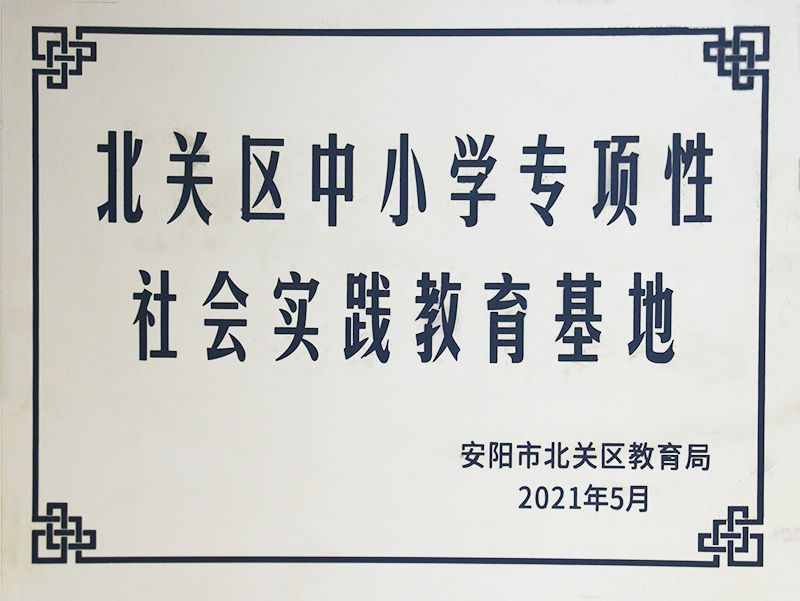 北关区中小学专项性
社会实践教育基地
安阳市北关区教育局
2021年5月